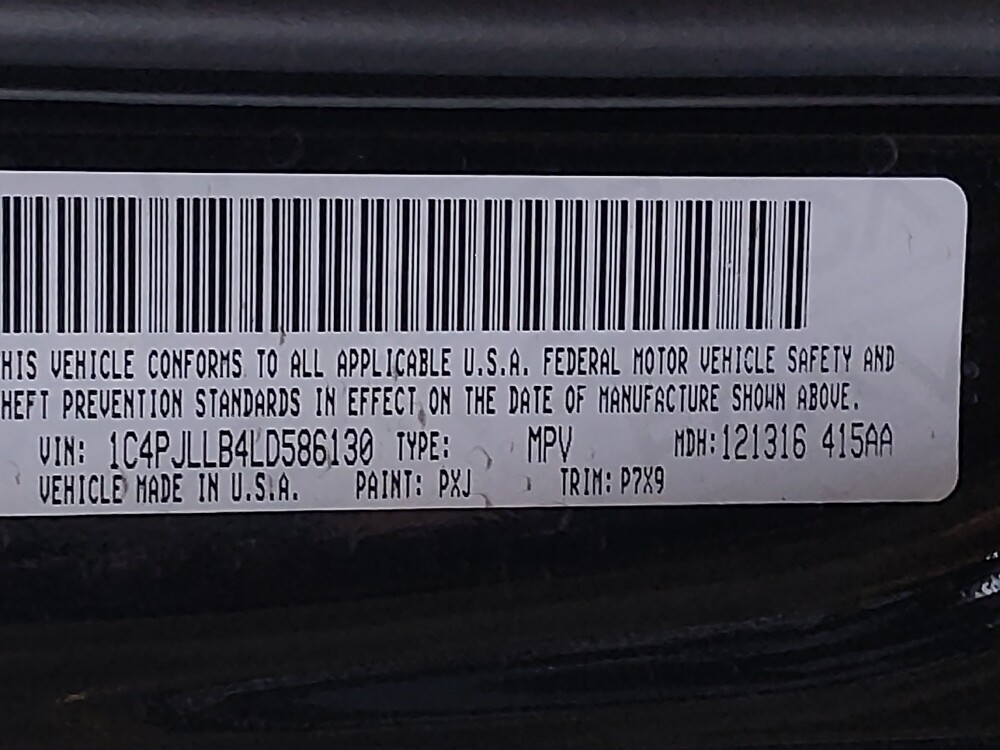 HIS VEHICLE CONFORMS TO ALL APPLICABLE U.S.A. FEDERAL MOTOR VEHICLE SAFETY AND
HEFT PREVENTION STANDARDS IN EFFECT ON THE DATE OF MANUFACTURE SHOWN ABOVE.
VIN: 1C4PJLLB4LD586130 TYPE: MPV MDH:121316 415AA
VEHICLE MADE IN U.S.A. PAINT: PXJ TRIM: P7X9